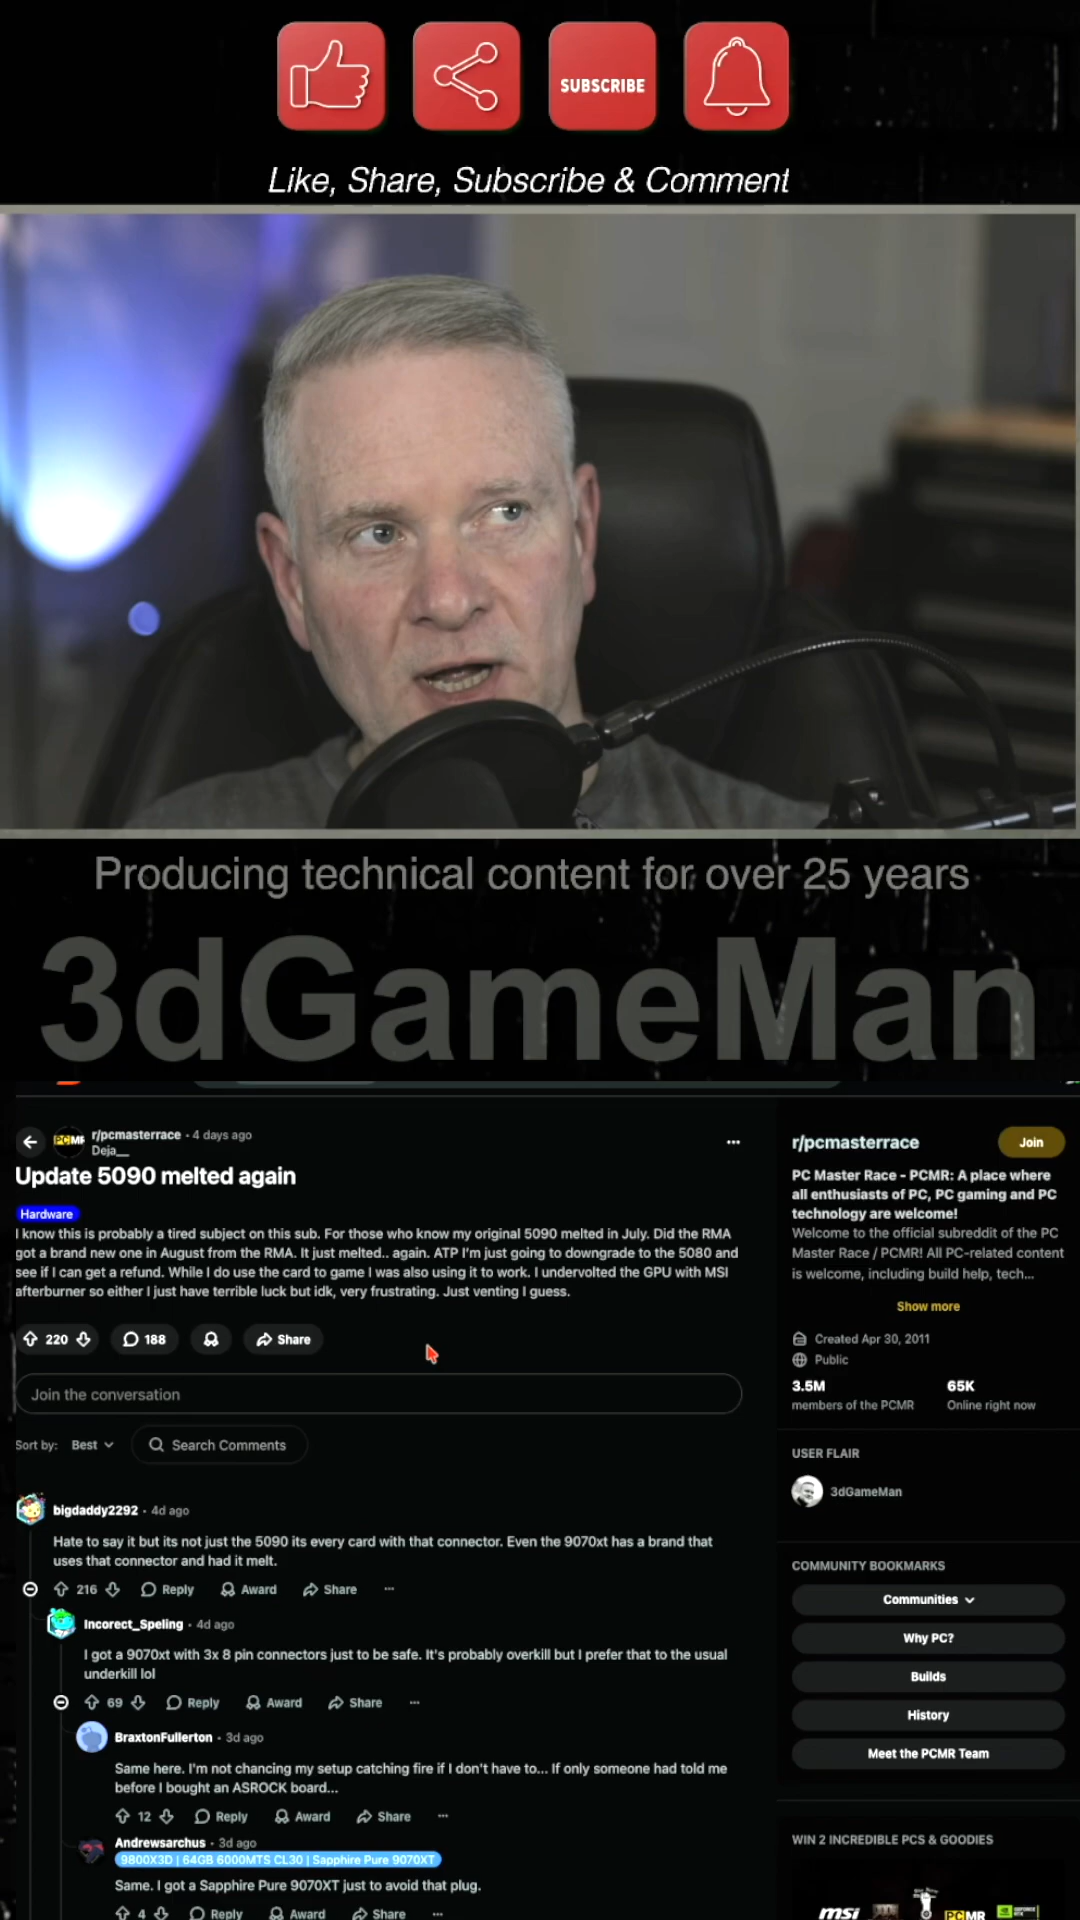 SUBSCRIBE
Like, Share, Subscribe & Comment
Producing technical content for over 25 years
3dGameMan
PCMR
r/pcmasterrace • 4 days ago
Deja__
Update 5090 melted again
Hardware
I know this is probably a tired subject on this sub. For those who know my original 5090 melted in July. Did the RMA
got a brand new one in August from the RMA. It just melted.. again. ATP I'm just going to downgrade to the 5080 and
see if I can get a refund. While I do use the card to game I was also using it to work. I undervolted the GPU with MSI
afterburner so either I just have terrible luck but idk, very frustrating. Just venting I guess.
220
188
Share
Join the conversation
Sort by: Best
Search Comments
bigdaddy2292 • 4d ago
Hate to say it but its not just the 5090 its every card with that connector. Even the 9070xt has a brand that
uses that connector and had it melt.
216 Reply Award Share
Incorect_Speling • 4d ago
I got a 9070xt with 3x 8 pin connectors just to be safe. It's probably overkill but I prefer that to the usual
underkill lol
69 Reply Award Share
BraxtonFullerton • 3d ago
Same here. I'm not chancing my setup catching fire if I don't have to... If only someone had told me
before I bought an ASROCK board...
12 Reply Award Share
Andrewsarchus • 3d ago
9800X3D | 64GB 6000MTS CL30 | Sapphire Pure 9070XT
Same. I got a Sapphire Pure 9070XT just to avoid that plug.
4 Reply Award Share
r/pcmasterrace
Join
PC Master Race - PCMR: A place where
all enthusiasts of PC, PC gaming and PC
technology are welcome!
Welcome to the official subreddit of the PC
Master Race / PCMR! All PC-related content
is welcome, including build help, tech...
Show more
Created Apr 30, 2011
Public
3.5M
members of the PCMR
65K
Online right now
USER FLAIR
3dGameMan
COMMUNITY BOOKMARKS
Communities
Why PC?
Builds
History
Meet the PCMR Team
WIN 2 INCREDIBLE PCS & GOODIES
msi
PCMR